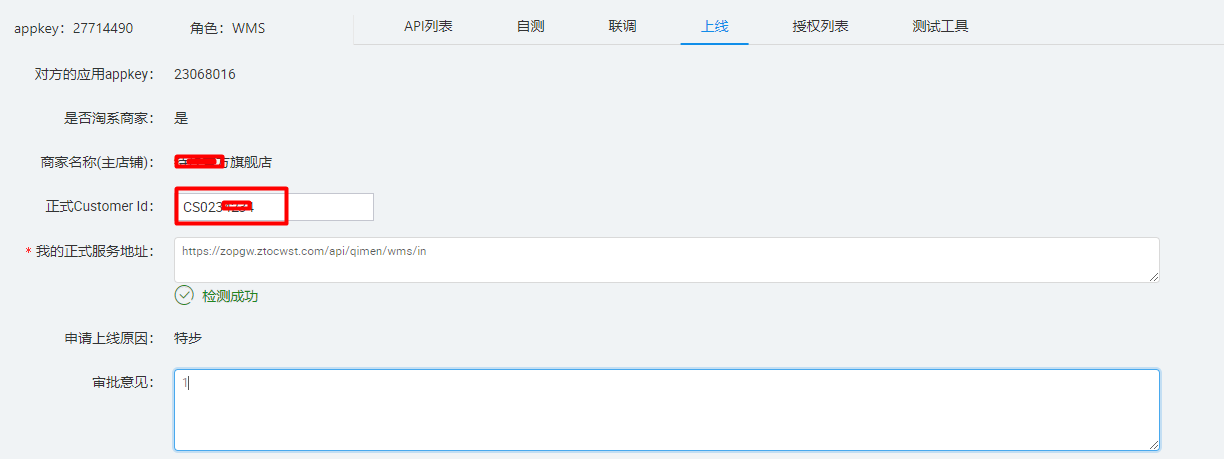 appkey：27714490 角色：WMS API列表 自测 联调 上线 授权列表 测试工具
对方的应用appkey： 23068016
是否淘系商家： 是
商家名称(主店铺)： 旗舰店
正式Customer Id：
* 我的正式服务地址： https://zopgw.ztocwst.com/api/qimen/wms/in
检测成功
申请上线原因： 特步
审批意见： 1